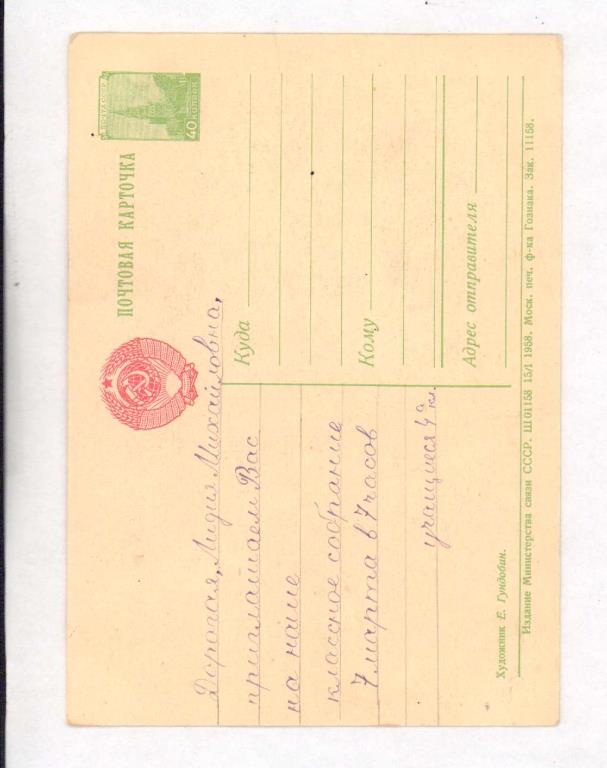 ПОЧТА СССР
40 КОПЕЕК
ПОЧТОВАЯ КАРТОЧКА
Дорогая, Лидия Михайловна,
приглашаем Вас
на наше
классное собрание
7 марта в 7 часов
учащиеся 4а кл.
Куда
Кому
Адрес отправителя
Художник Е. Гундобин.
Издание Министерства связи СССР. Ш 01158 15/I 1958. Моск. печ. ф-ка Гознака. Зак. 11158.